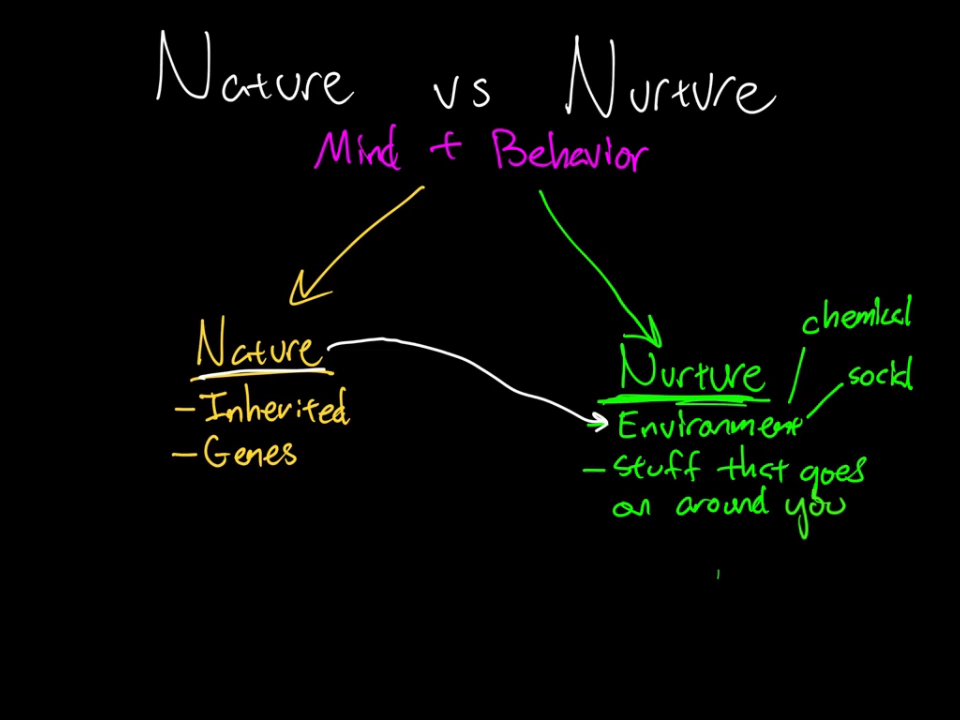 Nature vs Nurture
Mind + Behavior
Nature
- Inherited
- Genes
chemical
social
Nurture
- Environment
- Stuff that goes
on around you